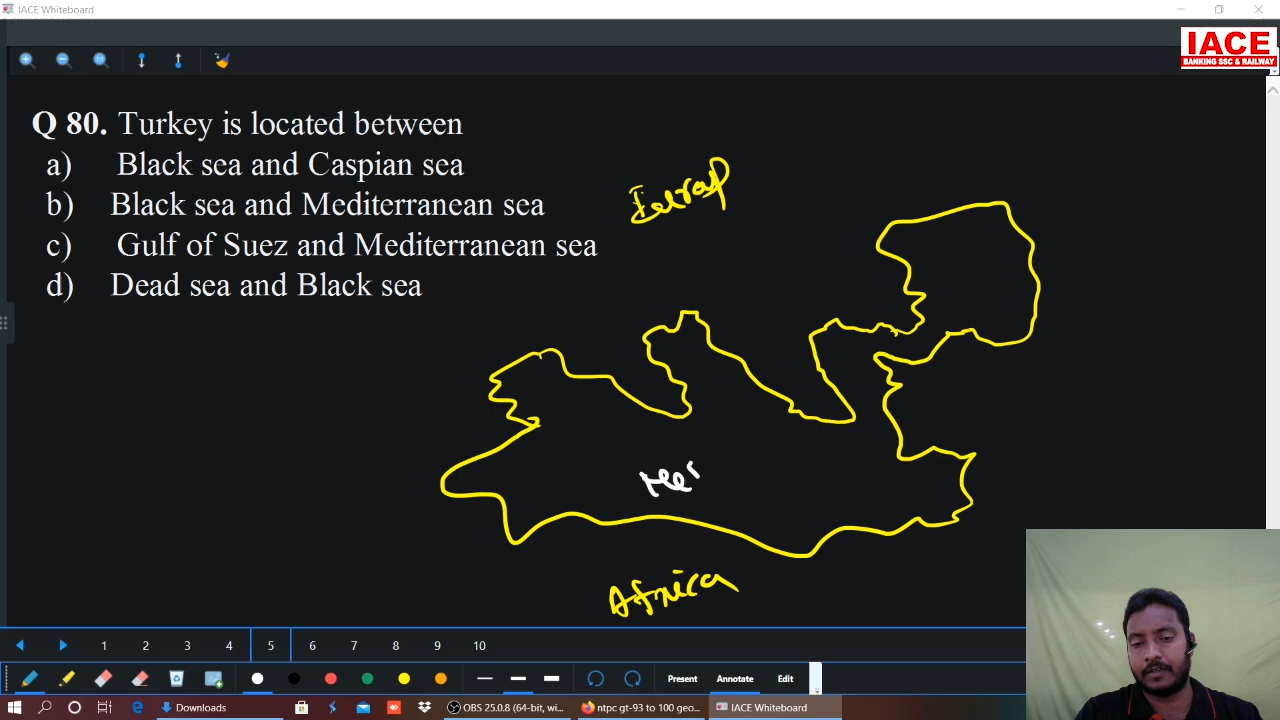 IACE Whiteboard
IACE
BANKING SSC & RAILWAY
Q 80. Turkey is located between
a) Black sea and Caspian sea
b) Black sea and Mediterranean sea
c) Gulf of Suez and Mediterranean sea
d) Dead sea and Black sea
Africa
1 2 3 4 5 6 7 8 9 10
Present Annotate Edit
Downloads
OBS 25.0.8 (64-bit, wi...
ntpc gt-93 to 100 geo...
IACE Whiteboard